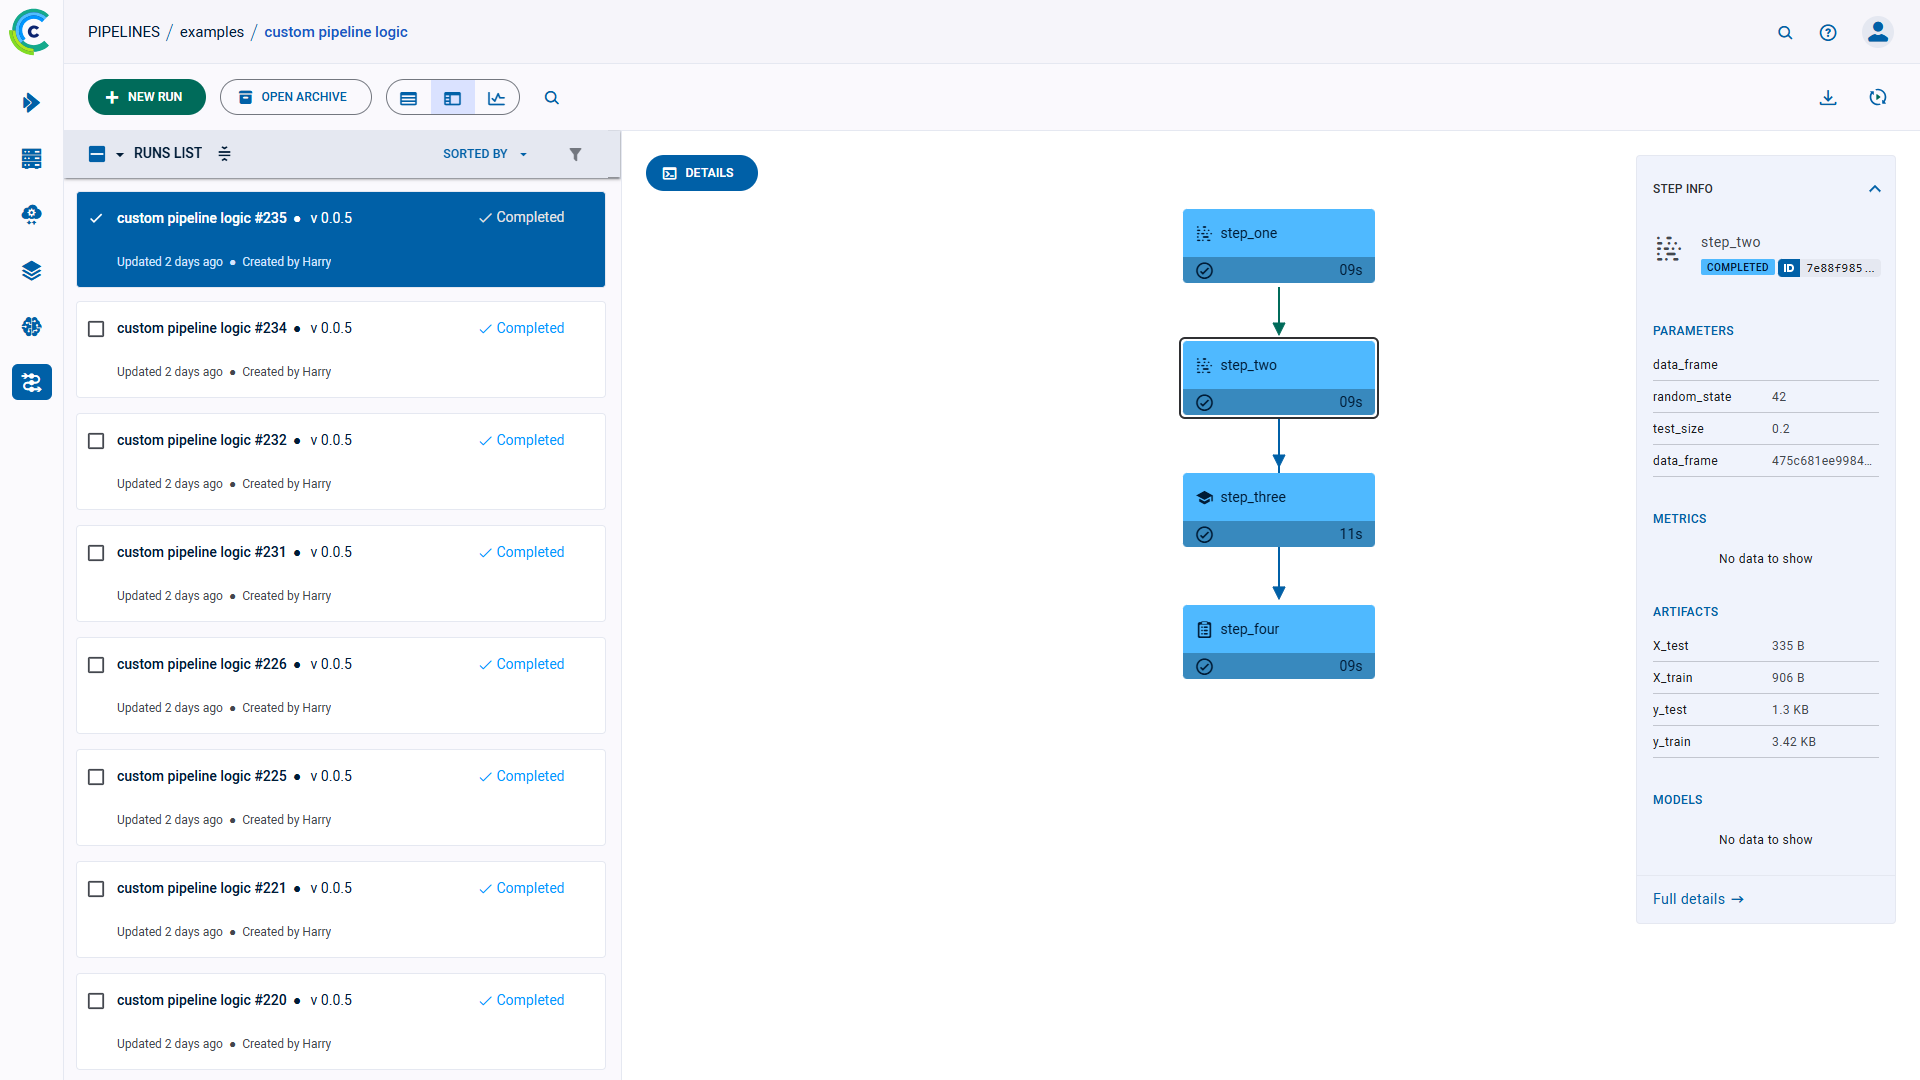 PIPELINES / examples / custom pipeline logic
NEW RUN
OPEN ARCHIVE
RUNS LIST
SORTED BY
custom pipeline logic #235 ● v 0.0.5
Completed
Updated 2 days ago ● Created by Harry
custom pipeline logic #234 ● v 0.0.5
Completed
Updated 2 days ago ● Created by Harry
custom pipeline logic #232 ● v 0.0.5
Completed
Updated 2 days ago ● Created by Harry
custom pipeline logic #231 ● v 0.0.5
Completed
Updated 2 days ago ● Created by Harry
custom pipeline logic #226 ● v 0.0.5
Completed
Updated 2 days ago ● Created by Harry
custom pipeline logic #225 ● v 0.0.5
Completed
Updated 2 days ago ● Created by Harry
custom pipeline logic #221 ● v 0.0.5
Completed
Updated 2 days ago ● Created by Harry
custom pipeline logic #220 ● v 0.0.5
Completed
Updated 2 days ago ● Created by Harry
DETAILS
step_one
09s
step_two
09s
step_three
11s
step_four
09s
STEP INFO
step_two
COMPLETED ID 7e88f985 ...
PARAMETERS
data_frame
random_state 42
test_size 0.2
data_frame 475c681ee9984...
METRICS
No data to show
ARTIFACTS
X_test 335 B
X_train 906 B
y_test 1.3 KB
y_train 3.42 KB
MODELS
No data to show
Full details →